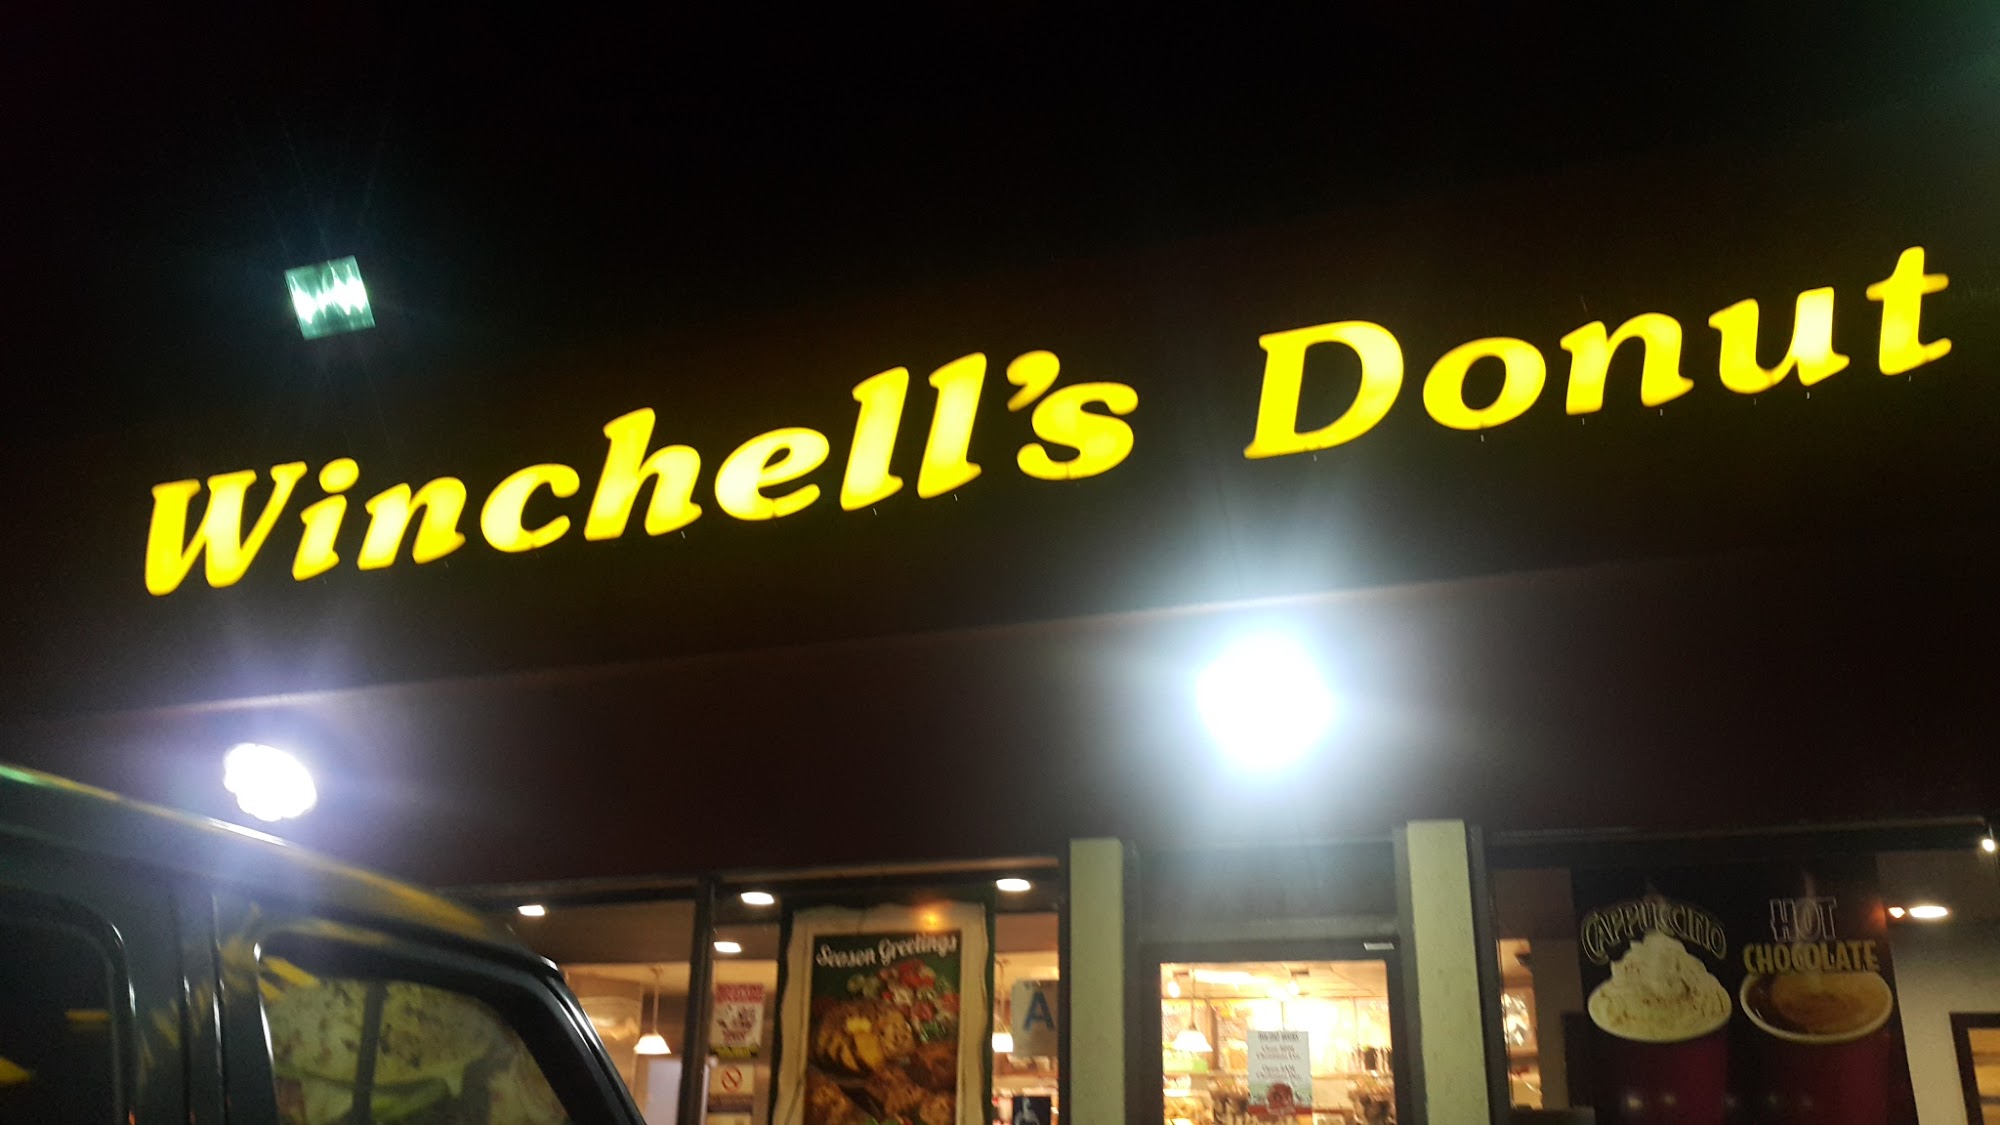 Winchell's Donut
Season Greetings
A
CAPPUCCINO
HOT
CHOCOLATE